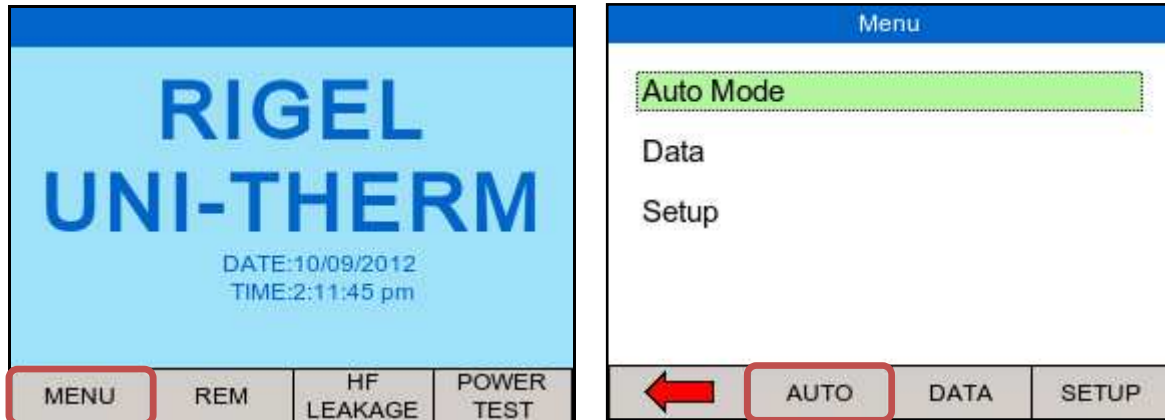 RIGEL
UNI-THERM
DATE:10/09/2012
TIME:2:11:45 pm
MENU
REM
HF
LEAKAGE
POWER
TEST
Menu
Auto Mode
Data
Setup
AUTO
DATA
SETUP